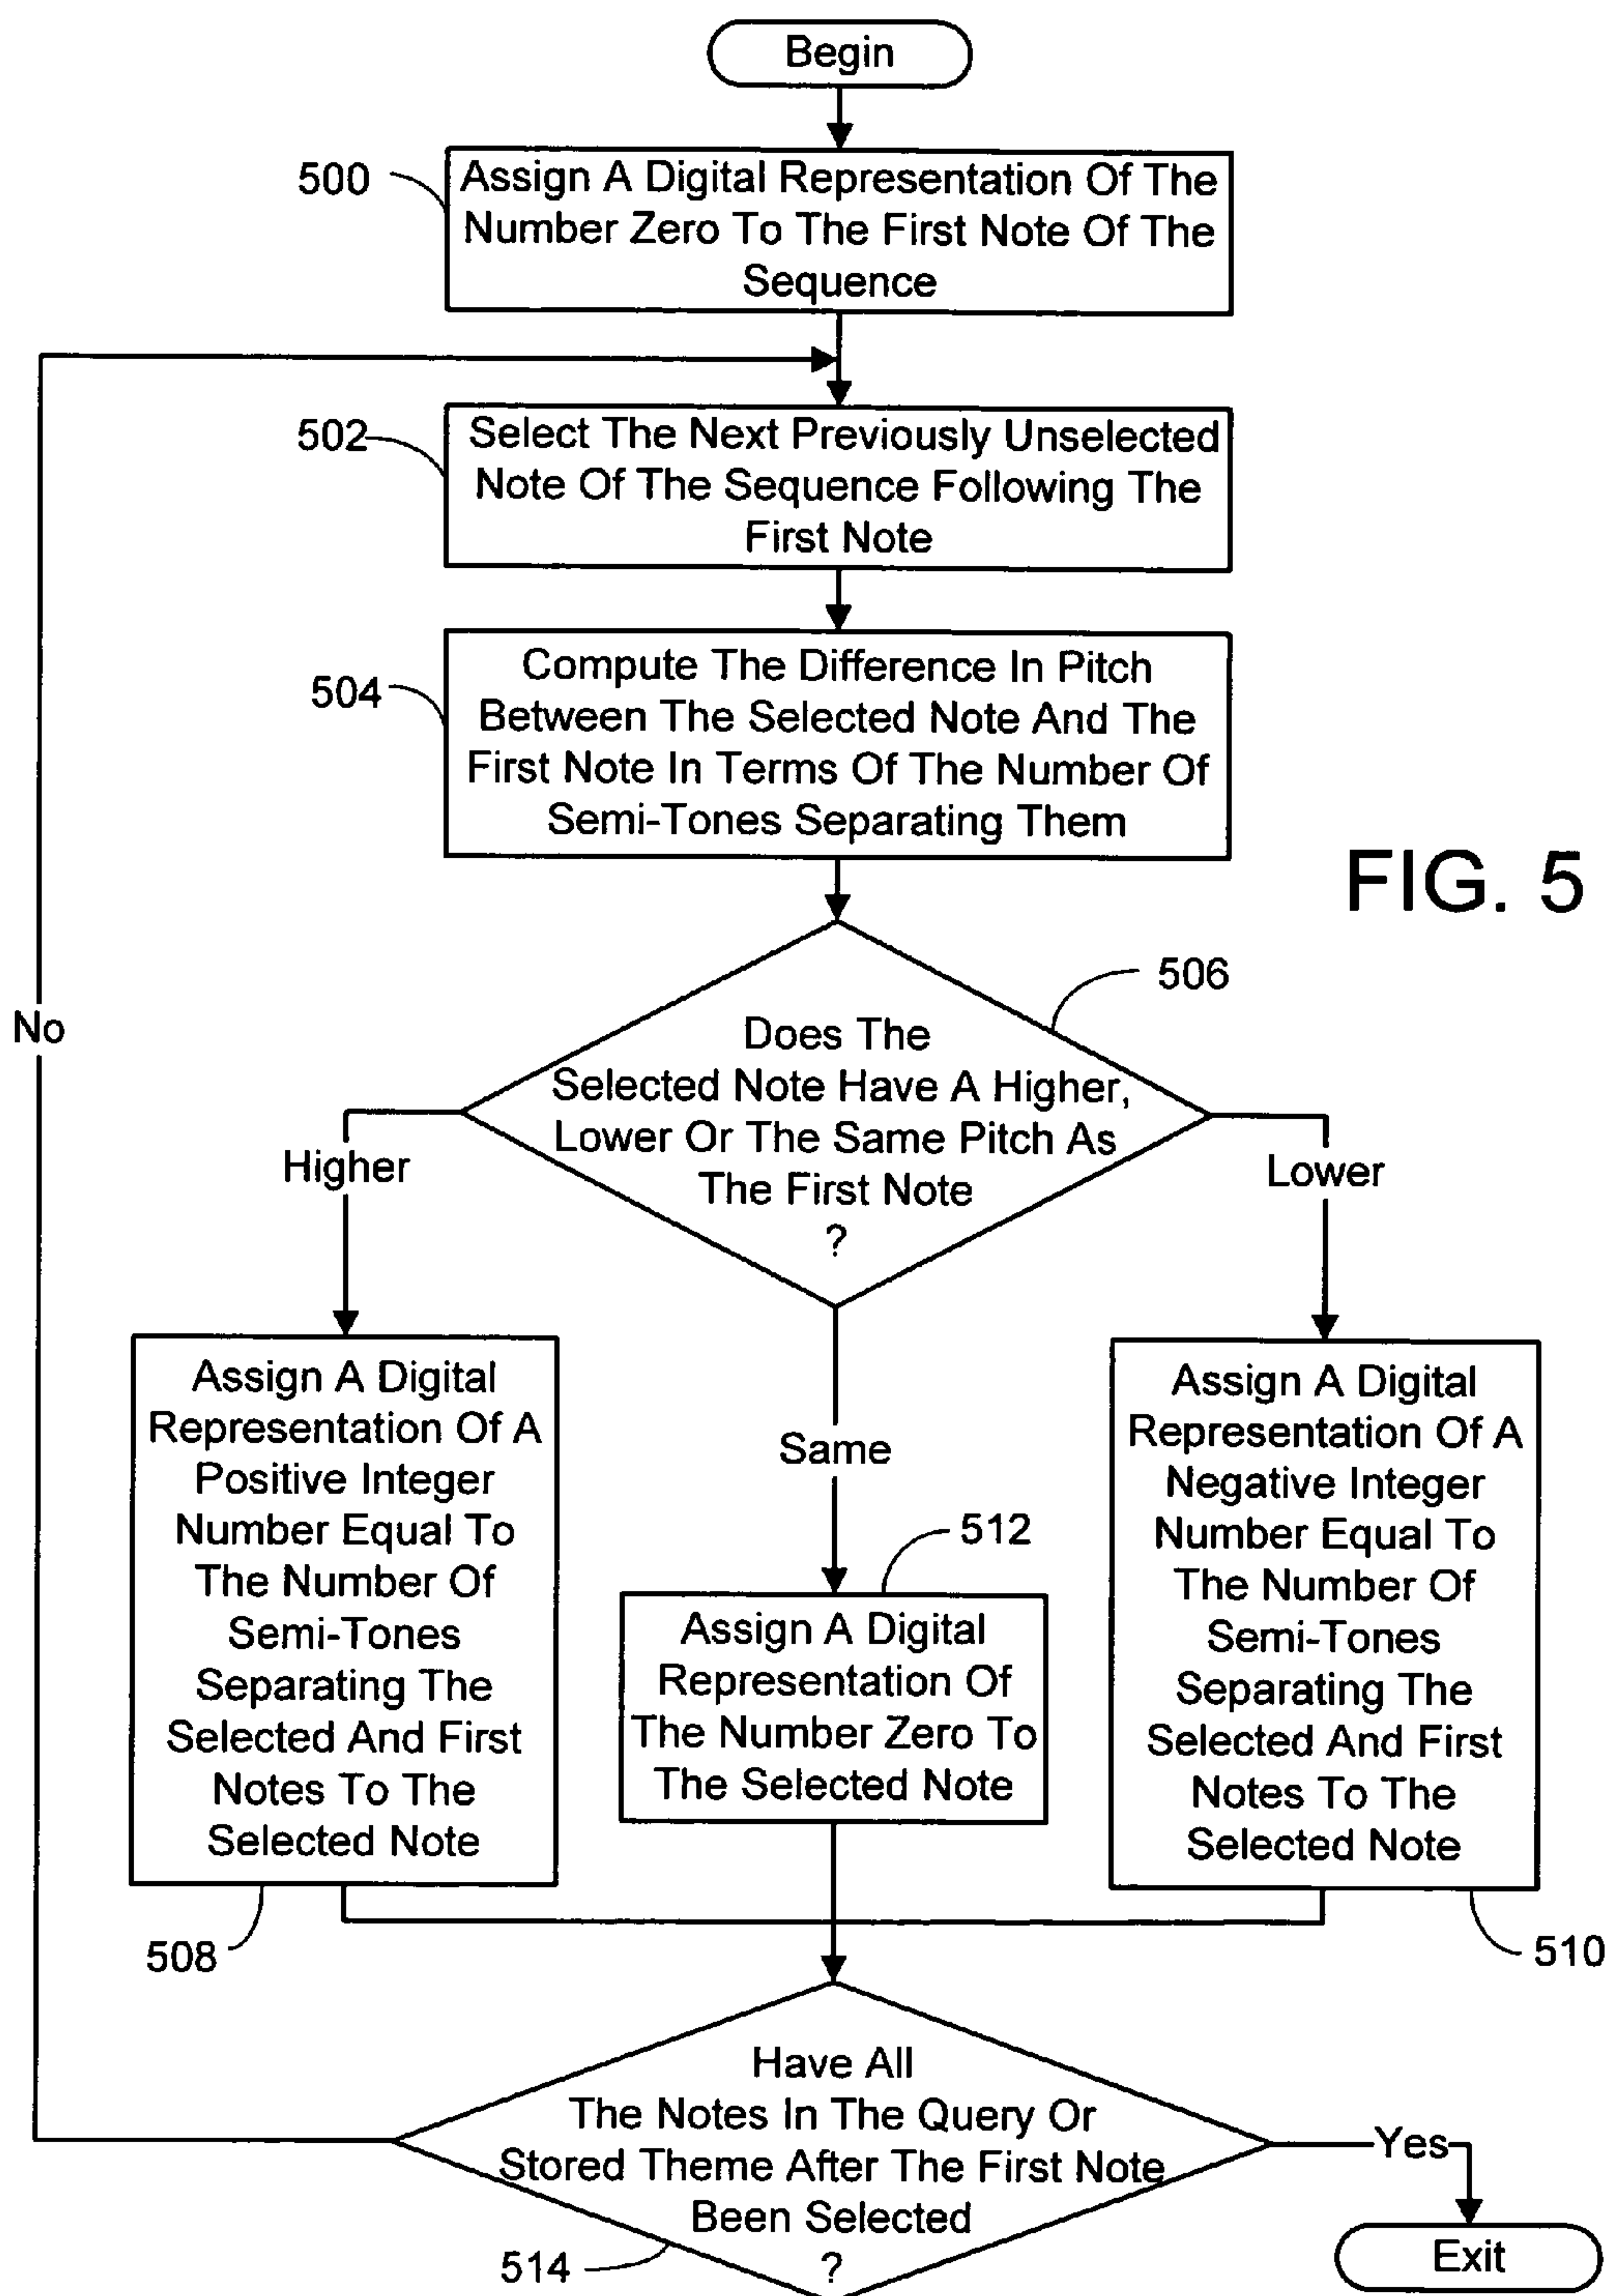 Begin
500
Assign A Digital Representation Of The
Number Zero To The First Note Of The
Sequence
502
Select The Next Previously Unselected
Note Of The Sequence Following The
First Note
504
Compute The Difference In Pitch
Between The Selected Note And The
First Note In Terms Of The Number Of
Semi-Tones Separating Them
FIG. 5
506
No
Does The
Selected Note Have A Higher,
Lower Or The Same Pitch As
The First Note
?
Higher
Lower
Same
Assign A Digital
Representation Of A
Positive Integer
Number Equal To
The Number Of
Semi-Tones
Separating The
Selected And First
Notes To The
Selected Note
508
512
Assign A Digital
Representation Of
The Number Zero To
The Selected Note
Assign A Digital
Representation Of A
Negative Integer
Number Equal To
The Number Of
Semi-Tones
Separating The
Selected And First
Notes To The
Selected Note
510
Have All
The Notes In The Query Or
Stored Theme After The First Note
Been Selected
?
514
Yes
Exit